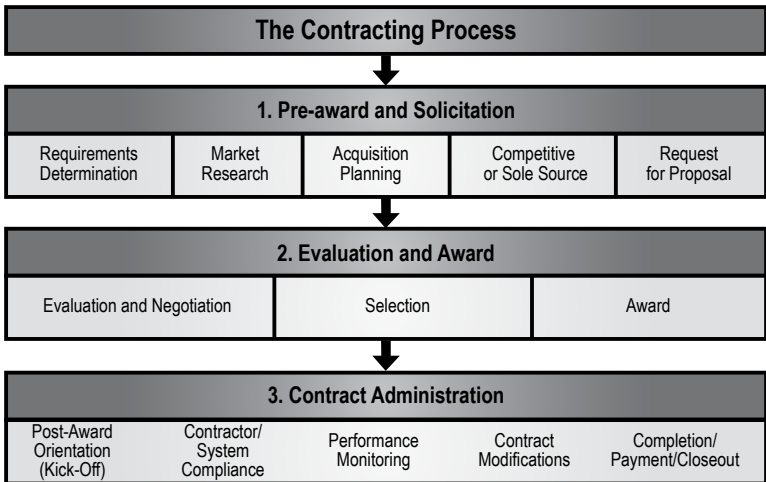 The Contracting Process
1. Pre-award and Solicitation
Requirements
Determination
Market
Research
Acquisition
Planning
Competitive
or Sole Source
Request
for Proposal
2. Evaluation and Award
Evaluation and Negotiation
Selection
Award
3. Contract Administration
Post-Award
Orientation
(Kick-Off)
Contractor/
System
Compliance
Performance
Monitoring
Contract
Modifications
Completion/
Payment/Closeout